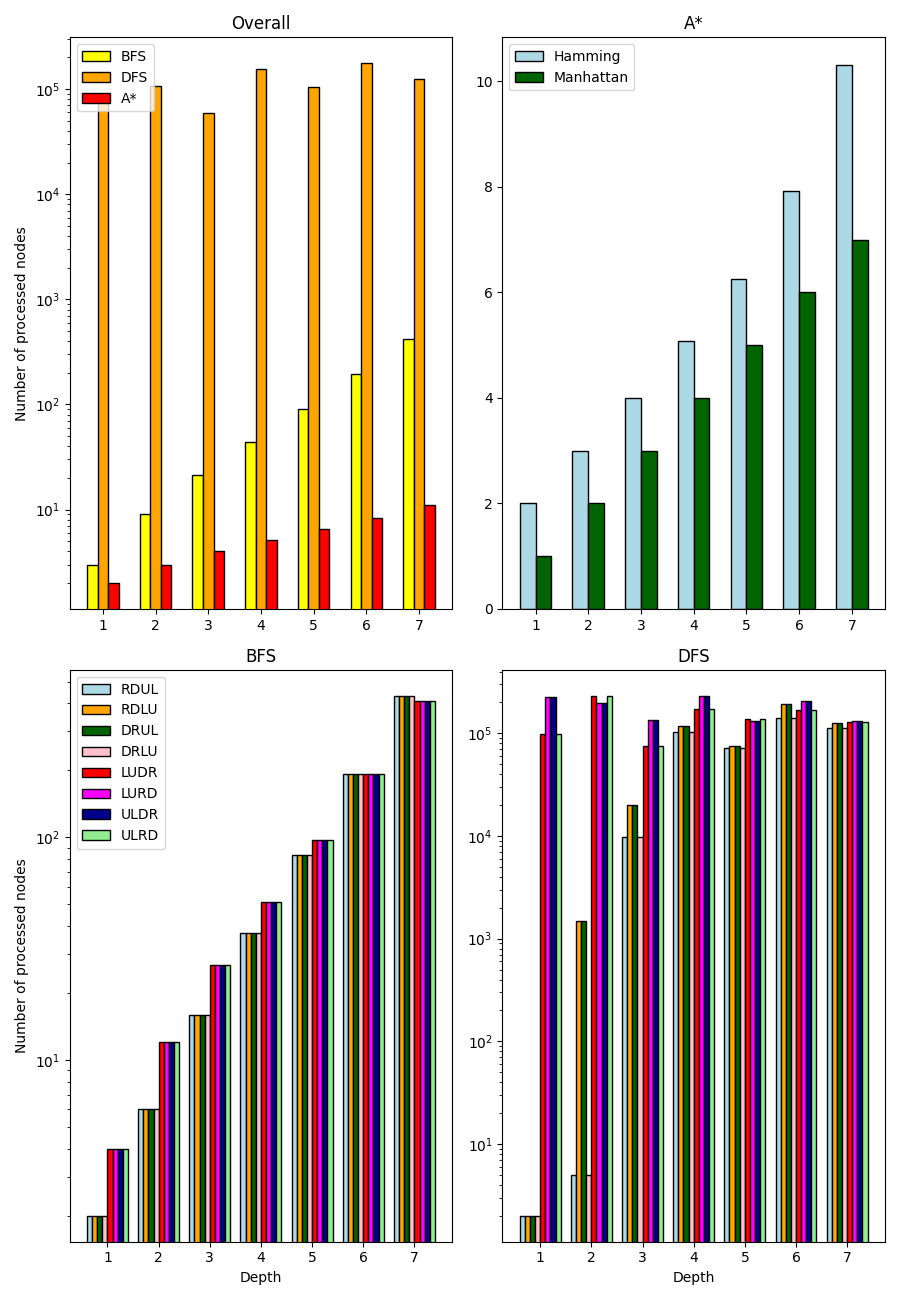 Overall
BFS
DFS
A*
Number of processed nodes
10^5
10^4
10^3
10^2
10^1
1 2 3 4 5 6 7
A*
Hamming
Manhattan
10
8
6
4
2
0
1 2 3 4 5 6 7
BFS
RDUL
RDLU
DRUL
DRLU
LUDR
LURD
ULDR
ULRD
Number of processed nodes
10^2
10^1
1 2 3 4 5 6 7
Depth
DFS
10^5
10^4
10^3
10^2
10^1
1 2 3 4 5 6 7
Depth